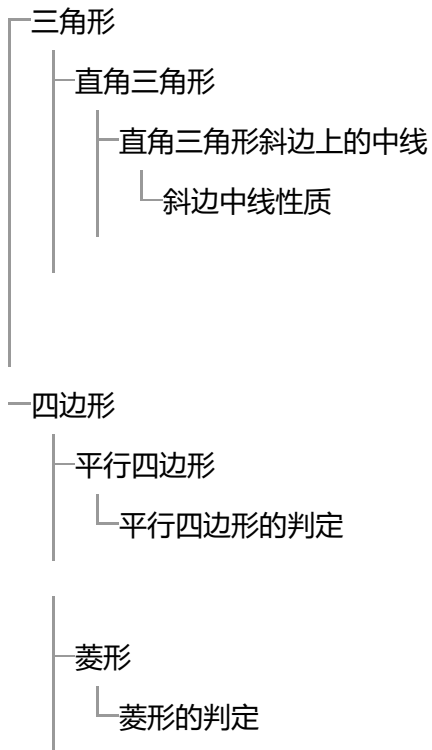 三角形
直角三角形
直角三角形斜边上的中线
斜边中线性质
四边形
平行四边形
平行四边形的判定
菱形
菱形的判定